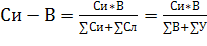 Си − В = Си*В / ∑Си+∑Сл = Си*В / ∑В+∑У